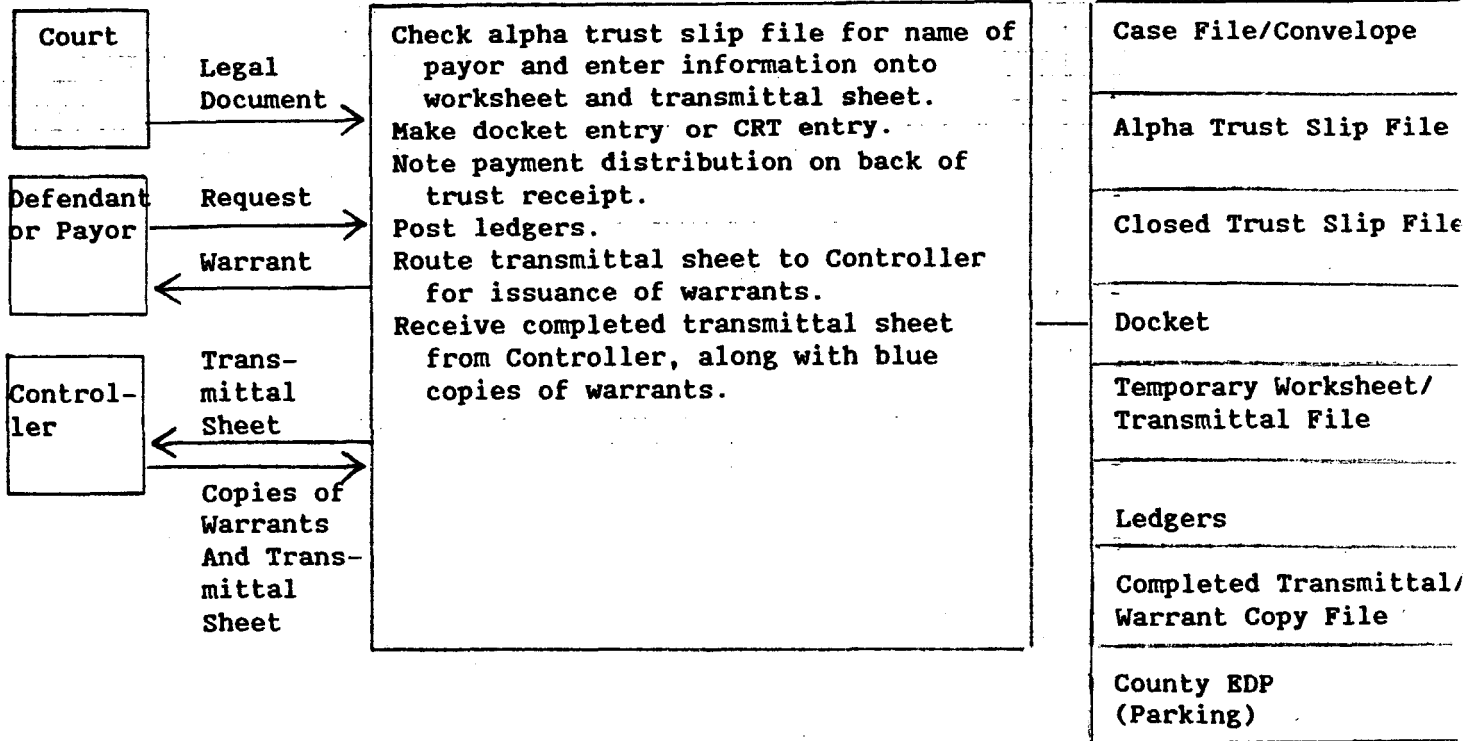 Court
Legal
Document
Defendant
or Payor
Request
Warrant
Control-
ler
Trans-
mittal
Sheet
Copies of
Warrants
And Trans-
mittal
Sheet
Check alpha trust slip file for name of
payor and enter information onto
worksheet and transmittal sheet.
Make docket entry or CRT entry.
Note payment distribution on back of
trust receipt.
Post ledgers.
Route transmittal sheet to Controller
for issuance of warrants.
Receive completed transmittal sheet
from Controller, along with blue
copies of warrants.
Case File/Convelope
Alpha Trust Slip File
Closed Trust Slip File
Docket
Temporary Worksheet/
Transmittal File
Ledgers
Completed Transmittal/
Warrant Copy File
County EDP
(Parking)